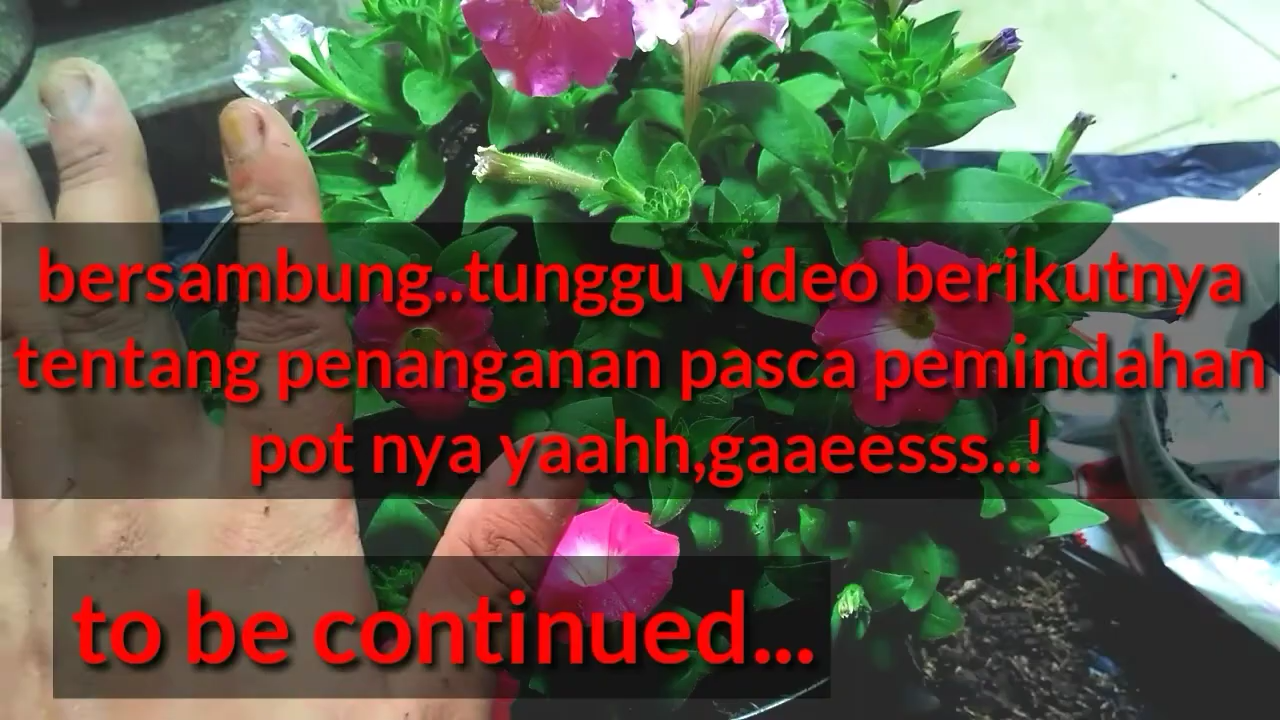 bersambung..tunggu video berikutnya
tentang penanganan pasca pemindahan
pot nya yaahh,gaaeesss..!
to be continued...